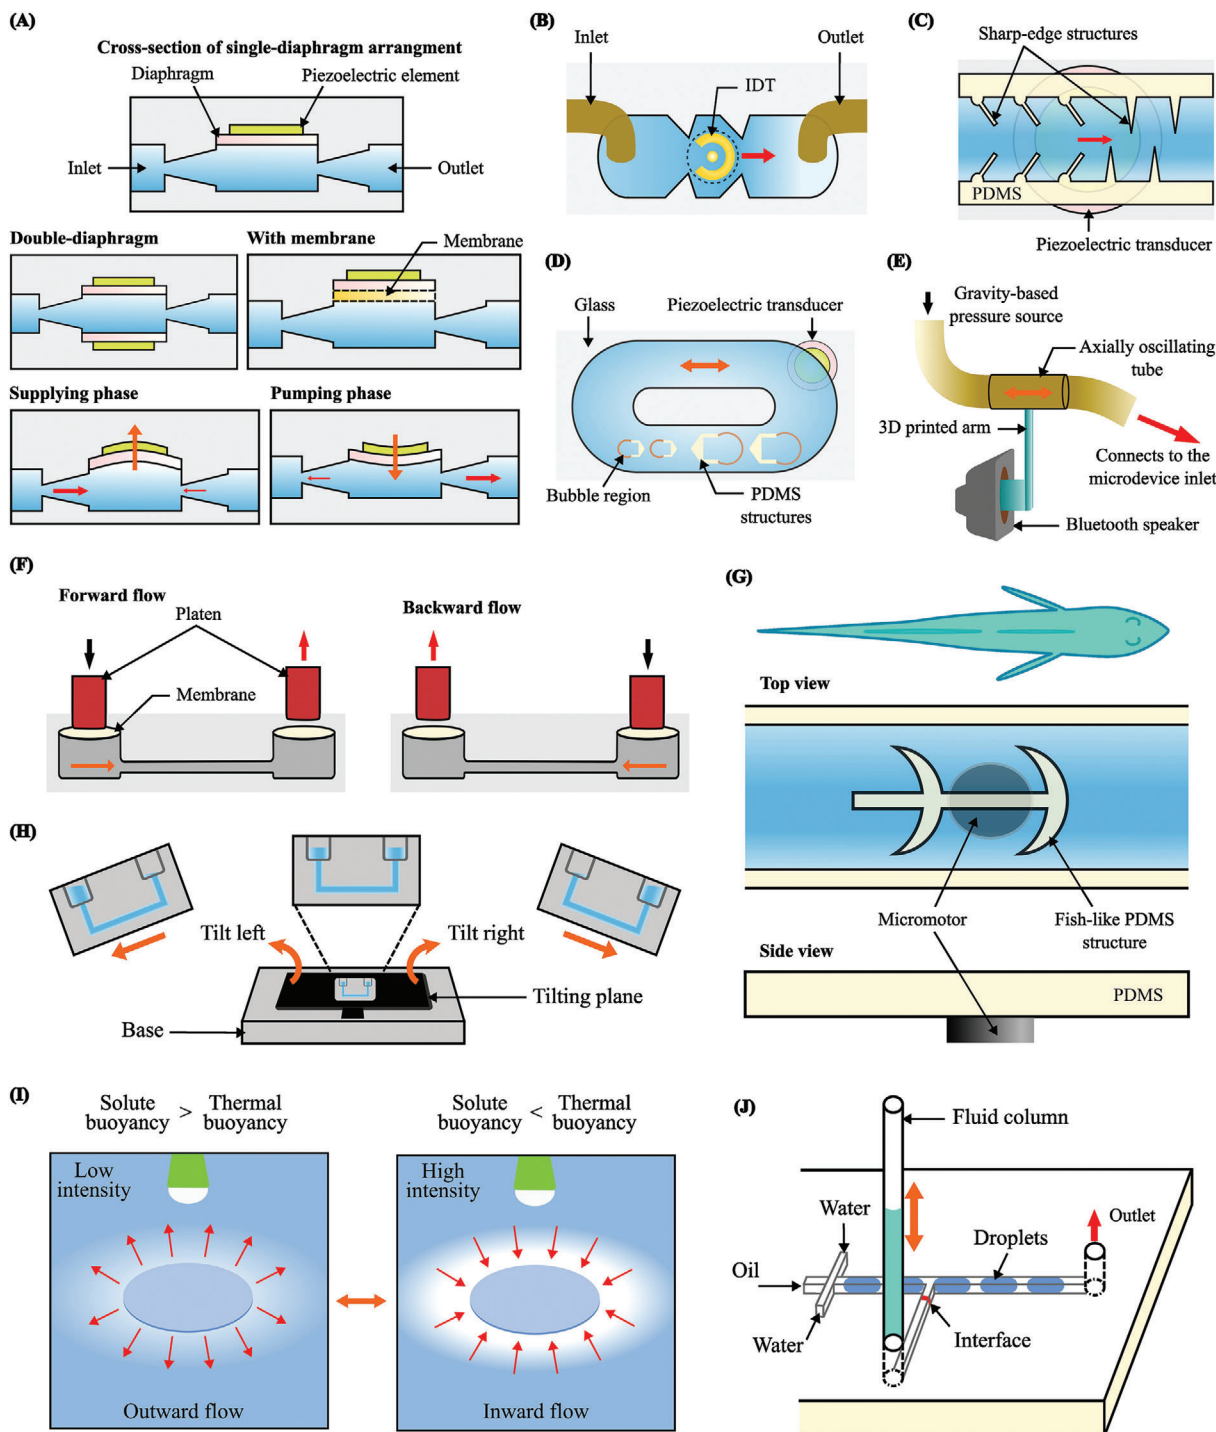 (A)
Cross-section of single-diaphragm arrangment
Diaphragm
Piezoelectric element
Inlet
Outlet
Double-diaphragm
With membrane
Membrane
Supplying phase
Pumping phase
(B)
Inlet
Outlet
IDT
(C)
Sharp-edge structures
PDMS
Piezoelectric transducer
(D)
Glass
Piezoelectric transducer
Bubble region
PDMS
structures
(E)
Gravity-based
pressure source
Axially oscillating
tube
3D printed arm
Connects to the
microdevice inlet
Bluetooth speaker
(F)
Forward flow
Platen
Backward flow
Membrane
(G)
Top view
Micromotor
Fish-like PDMS
structure
Side view
PDMS
(H)
Tilt left
Tilt right
Tilting plane
Base
(I)
Solute
buoyancy
>
Thermal
buoyancy
Solute
buoyancy
<
Thermal
buoyancy
Low
intensity
High
intensity
Outward flow
Inward flow
(J)
Fluid column
Water
Outlet
Droplets
Oil
Water
Interface